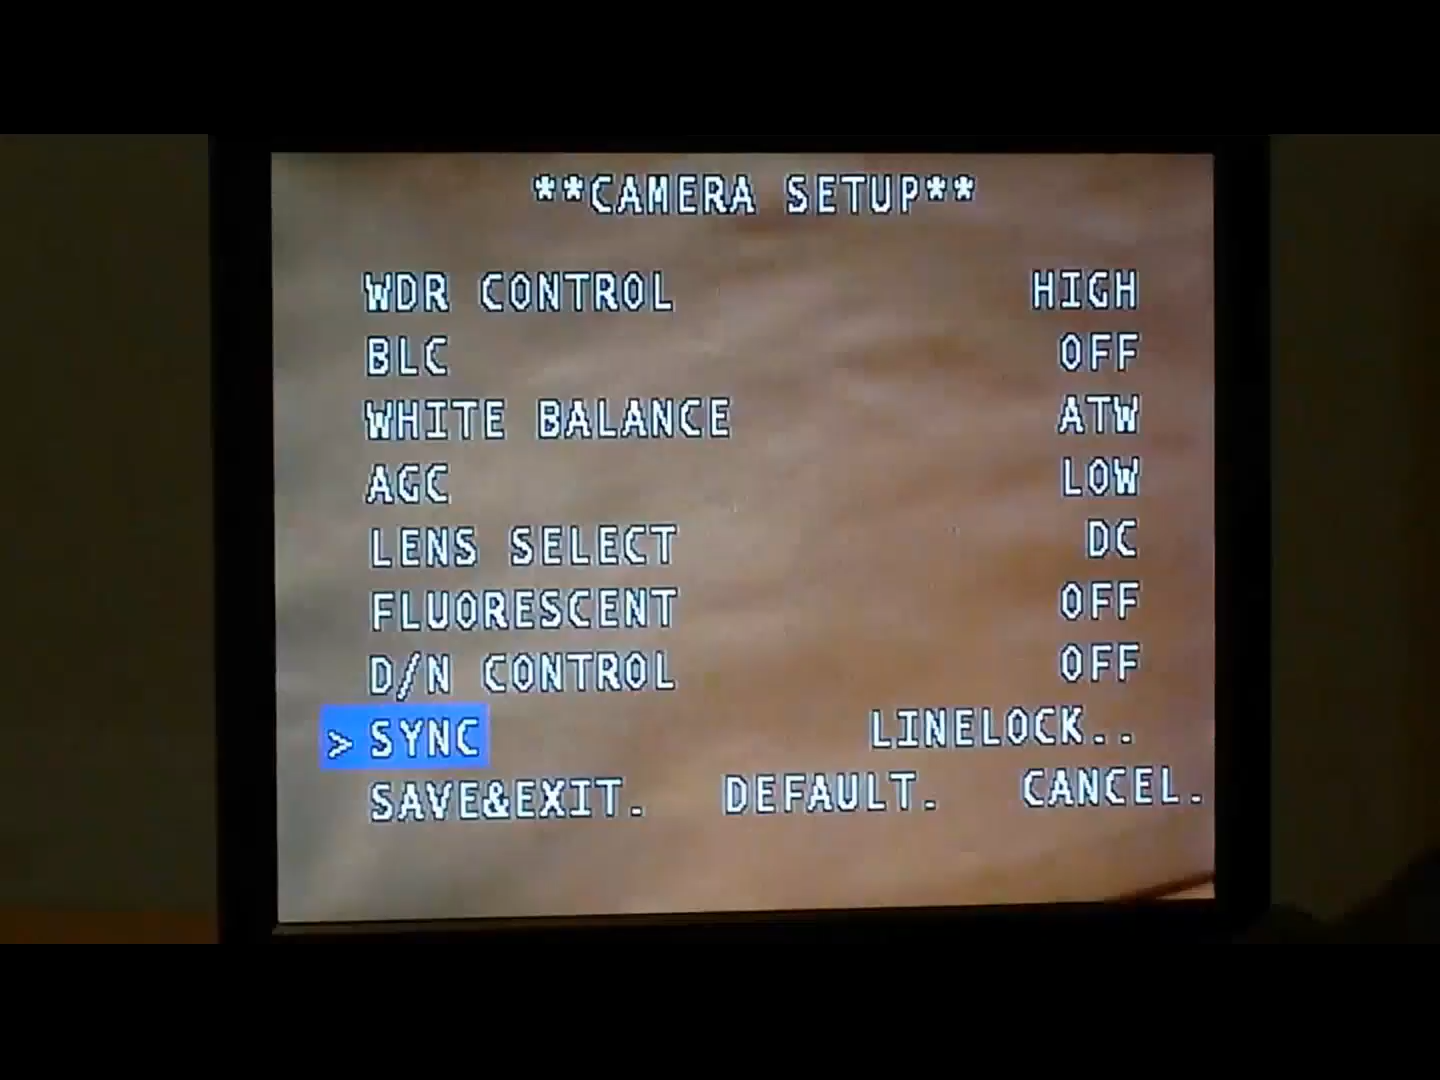 **CAMERA SETUP**
WDR CONTROL HIGH
BLC OFF
WHITE BALANCE ATW
AGC LOW
LENS SELECT DC
FLUORESCENT OFF
D/N CONTROL OFF
> SYNC LINELOCK..
SAVE&EXIT. DEFAULT. CANCEL.